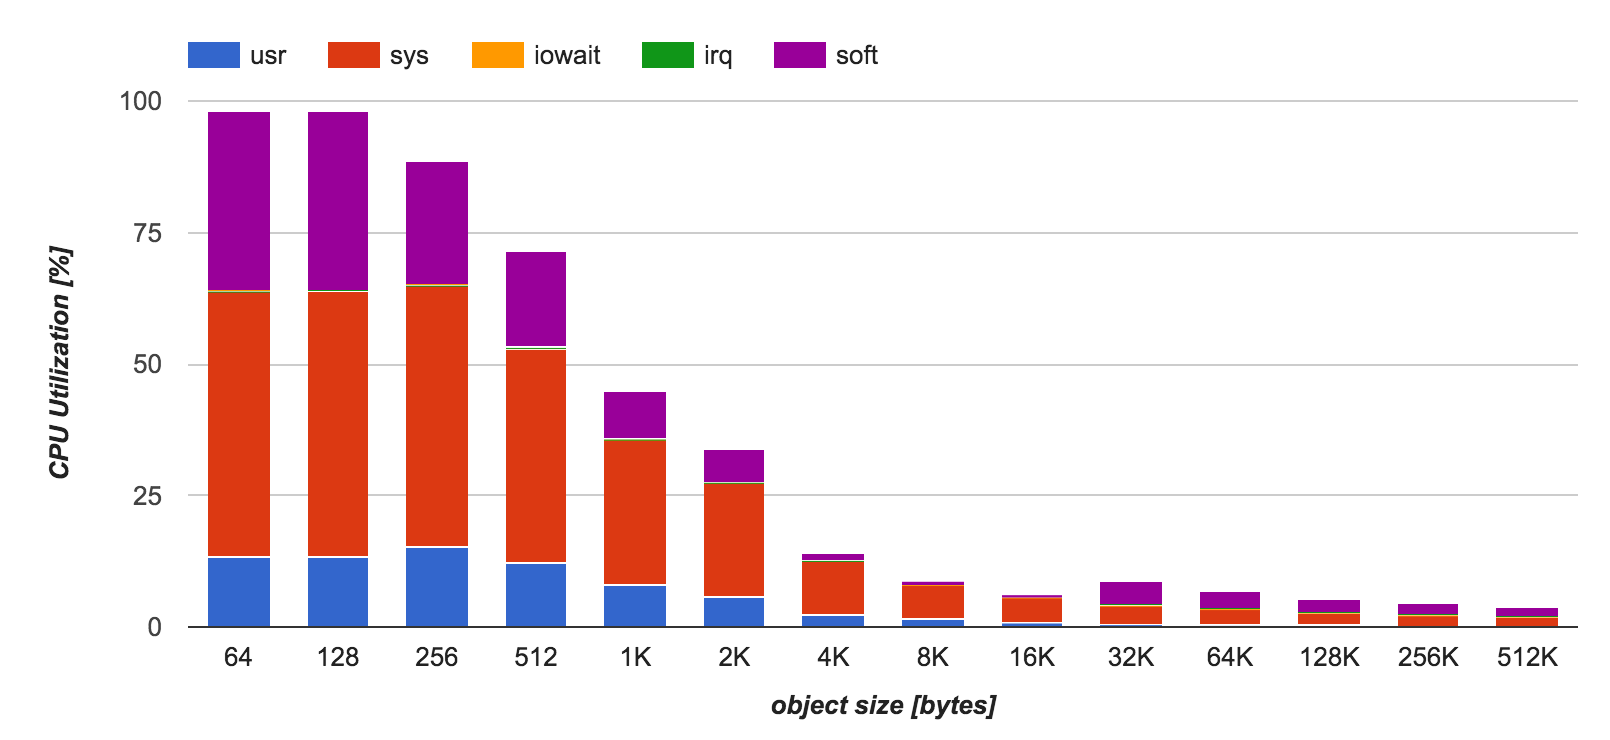 usr sys iowait irq soft
100
75
50
25
0
CPU Utilization [%]
64 128 256 512 1K 2K 4K 8K 16K 32K 64K 128K 256K 512K
object size [bytes]